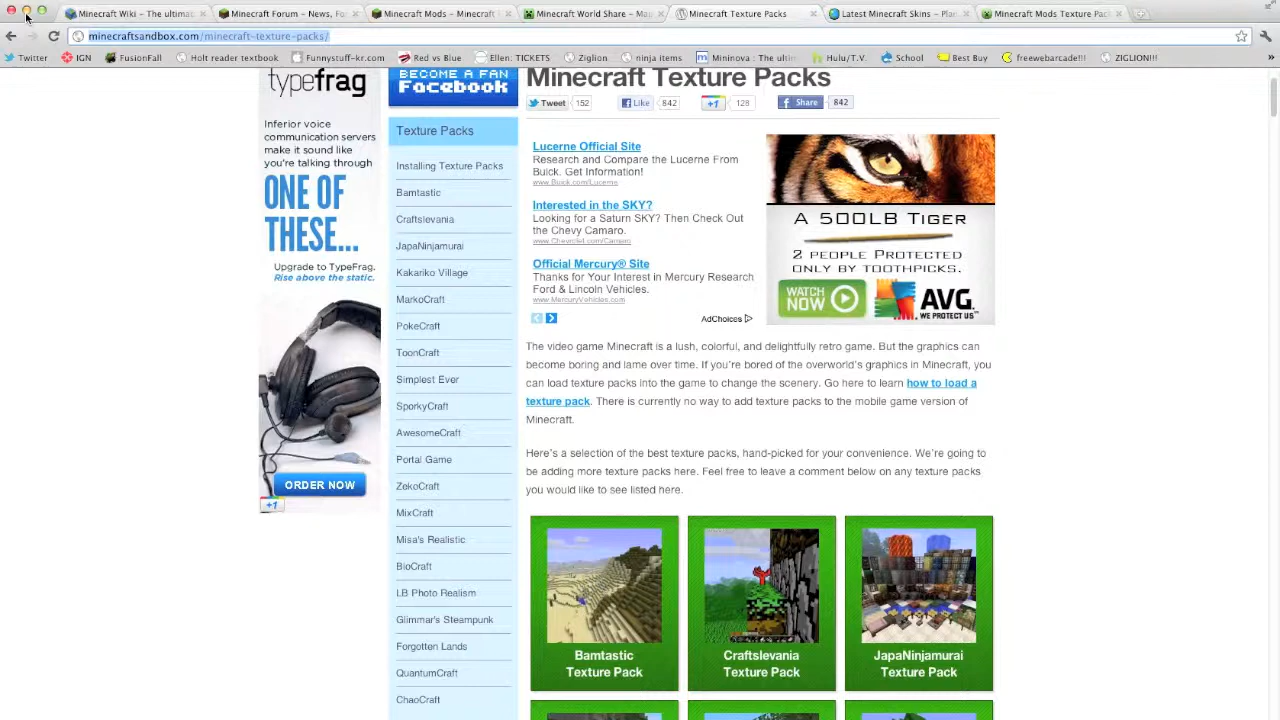 Minecraft Wiki – The ultima
Minecraft Forum – News, Fo
Minecraft Mods – Minecraft
Minecraft World Share – Ma
Minecraft Texture Packs
Latest Minecraft Skins – Plan
Minecraft Mods Texture Pac
minecraftsandbox.com/minecraft-texture-packs/
Twitter
IGN
FusionFall
Holt reader textbook
Funnystuff-kr.com
Red vs Blue
Ellen: TICKETS
Ziglion
ninja items
Mininova : The ultim
Hulu/T.V.
School
Best Buy
freewebarcade!!!
ZIGLION!!!
typefrag
Inferior voice
communication servers
make it sound like
you're talking through
ONE OF
THESE...
Upgrade to TypeFrag.
Rise above the static.
ORDER NOW
+1
BECOME A FAN
Facebook
Texture Packs
Installing Texture Packs
Bamtastic
Craftslevania
JapaNinjamurai
Kakariko Village
MarkoCraft
PokeCraft
ToonCraft
Simplest Ever
SporkyCraft
AwesomeCraft
Portal Game
ZekoCraft
MixCraft
Misa's Realistic
BioCraft
LB Photo Realism
Glimmar's Steampunk
Forgotten Lands
QuantumCraft
ChaoCraft
Minecraft Texture Packs
Tweet 152
Like 842
+1 128
Share 842
Lucerne Official Site
Research and Compare the Lucerne From
Buick. Get Information!
www.Buick.com/Lucerne
Interested in the SKY?
Looking for a Saturn SKY? Then Check Out
the Chevy Camaro.
www.Chevrolet.com/Camaro
Official Mercury® Site
Thanks for Your Interest in Mercury Research
Ford & Lincoln Vehicles.
www.MercuryVehicles.com
AdChoices
A 500LB TIGER
2 PEOPLE PROTECTED
ONLY BY TOOTHPICKS.
WATCH
NOW
AVG
WE PROTECT US
The video game Minecraft is a lush, colorful, and delightfully retro game. But the graphics can
become boring and lame over time. If you're bored of the overworld's graphics in Minecraft, you
can load texture packs into the game to change the scenery. Go here to learn how to load a
texture pack. There is currently no way to add texture packs to the mobile game version of
Minecraft.
Here's a selection of the best texture packs, hand-picked for your convenience. We're going to
be adding more texture packs here. Feel free to leave a comment below on any texture packs
you would like to see listed here.
Bamtastic
Texture Pack
Craftslevania
Texture Pack
JapaNinjamurai
Texture Pack